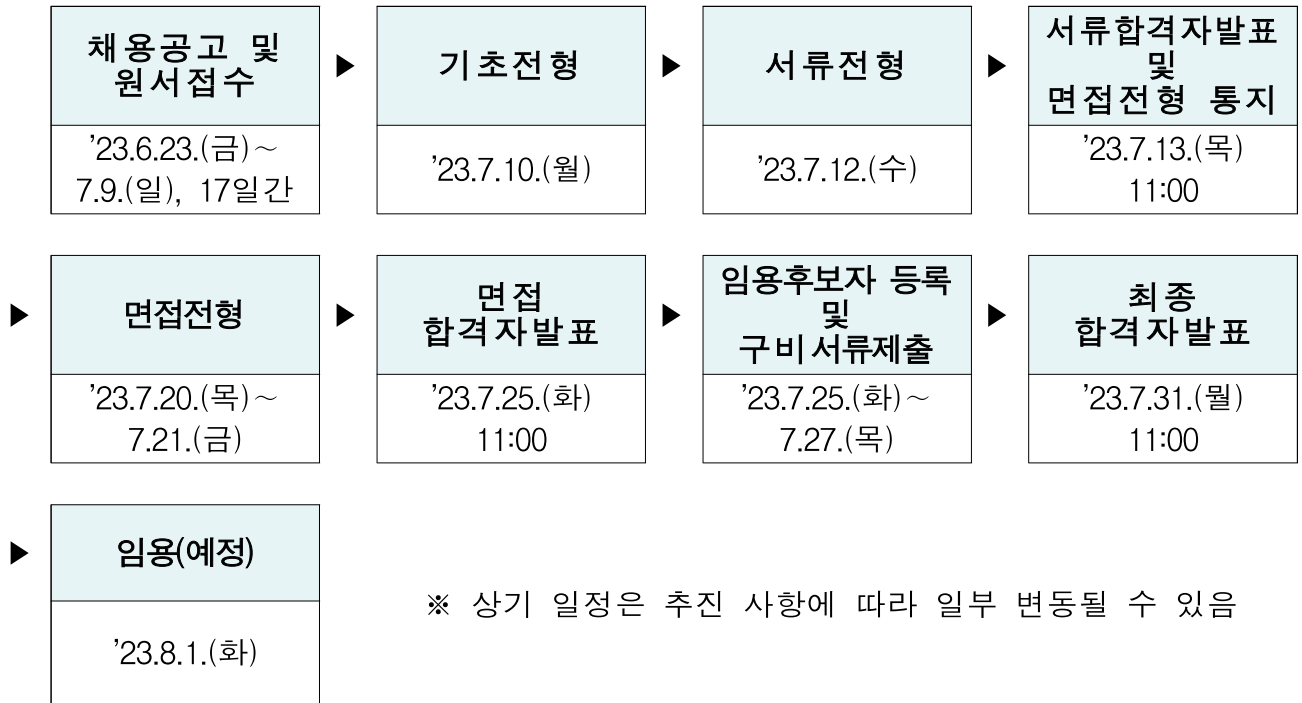 채용공고 및
원서접수
▶
기초전형
▶
서류전형
▶
서류합격자발표
및
면접전형 통지
’23.6.23.(금)~
7.9.(일), 17일간
’23.7.10.(월)
’23.7.12.(수)
’23.7.13.(목)
11:00
▶
면접전형
▶
면접
합격자발표
▶
임용후보자 등록
및
구비서류제출
▶
최종
합격자발표
’23.7.20.(목)~
7.21.(금)
’23.7.25.(화)
11:00
’23.7.25.(화)~
7.27.(목)
’23.7.31.(월)
11:00
▶
임용(예정)
’23.8.1.(화)
※ 상기 일정은 추진 사항에 따라 일부 변동될 수 있음